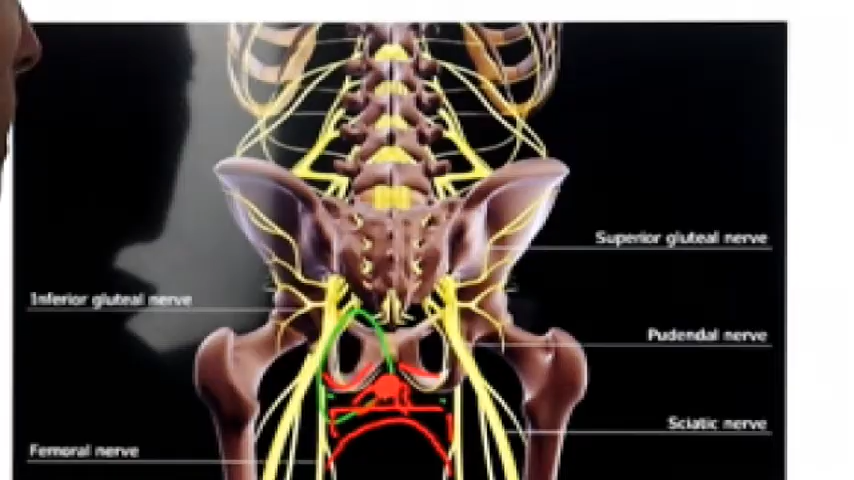 Superior gluteal nerve
Inferior gluteal nerve
Pudendal nerve
Sciatic nerve
Femoral nerve